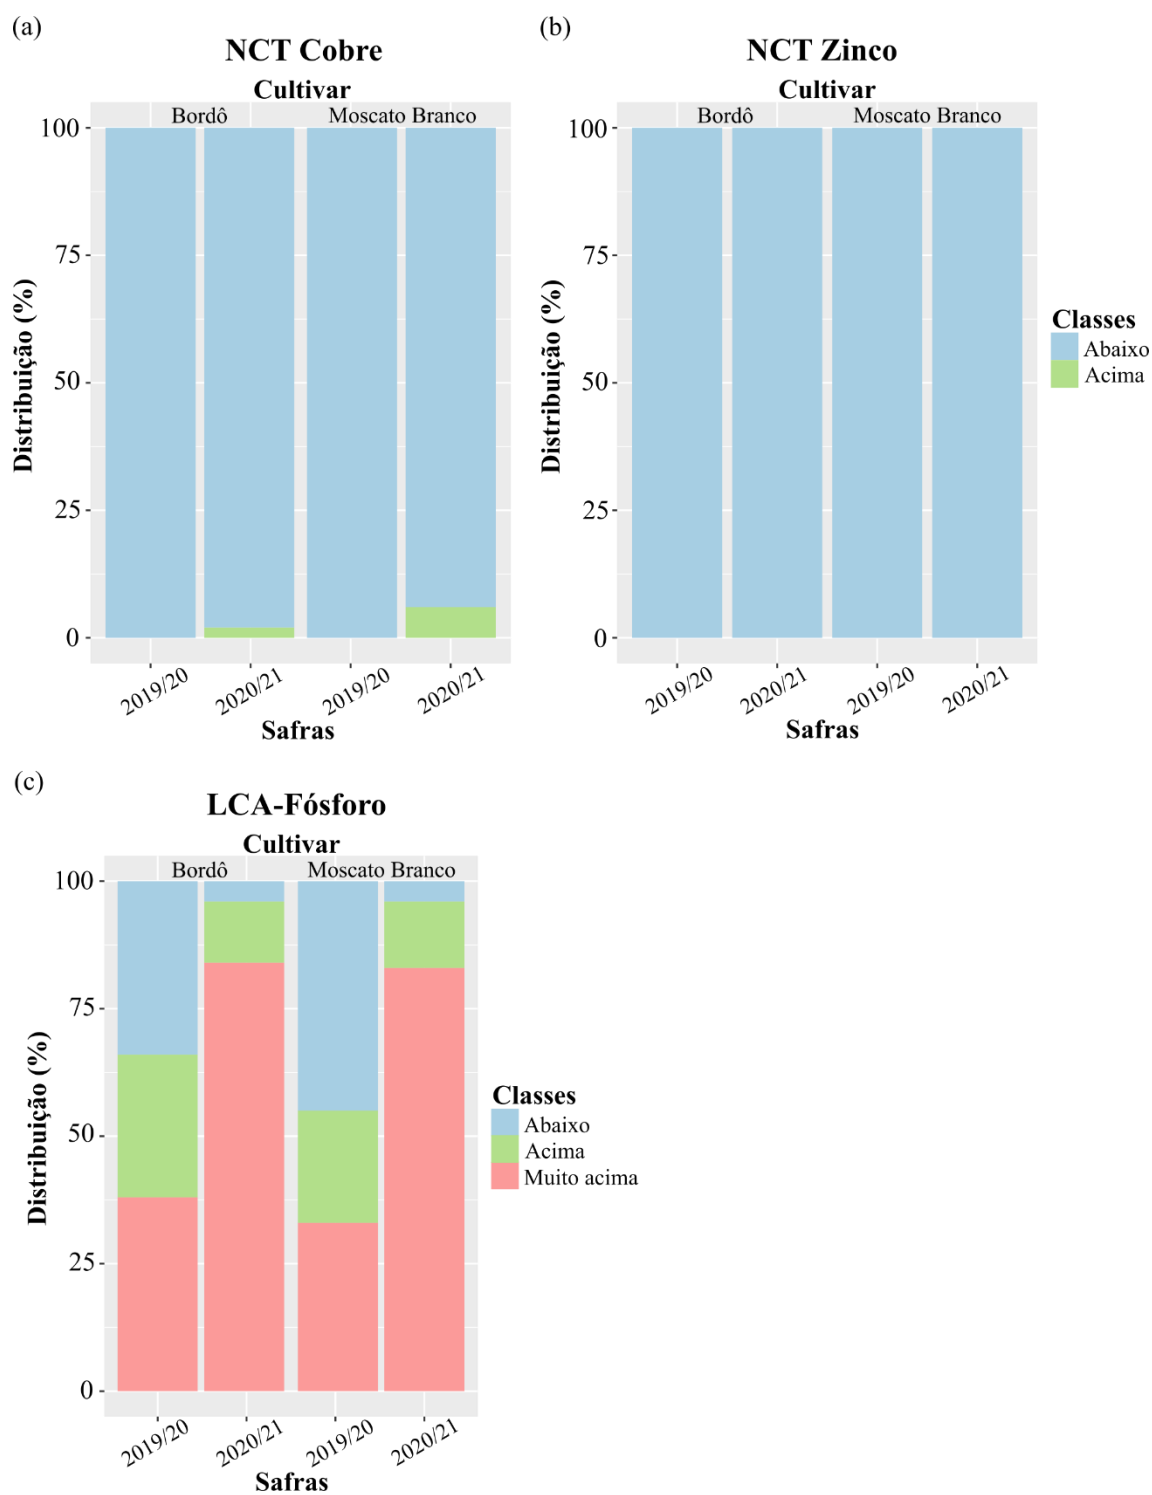 (a)
NCT Cobre
Cultivar
Bordô Moscato Branco
100
75
50
25
0
Distribuição (%)
2019/20 2020/21 2019/20 2020/21
Safras
(b)
NCT Zinco
Cultivar
Bordô Moscato Branco
100
75
50
25
0
Distribuição (%)
2019/20 2020/21 2019/20 2020/21
Safras
Classes
Abaixo
Acima
(c)
LCA-Fósforo
Cultivar
Bordô Moscato Branco
100
75
50
25
0
Distribuição (%)
2019/20 2020/21 2019/20 2020/21
Safras
Classes
Abaixo
Acima
Muito acima